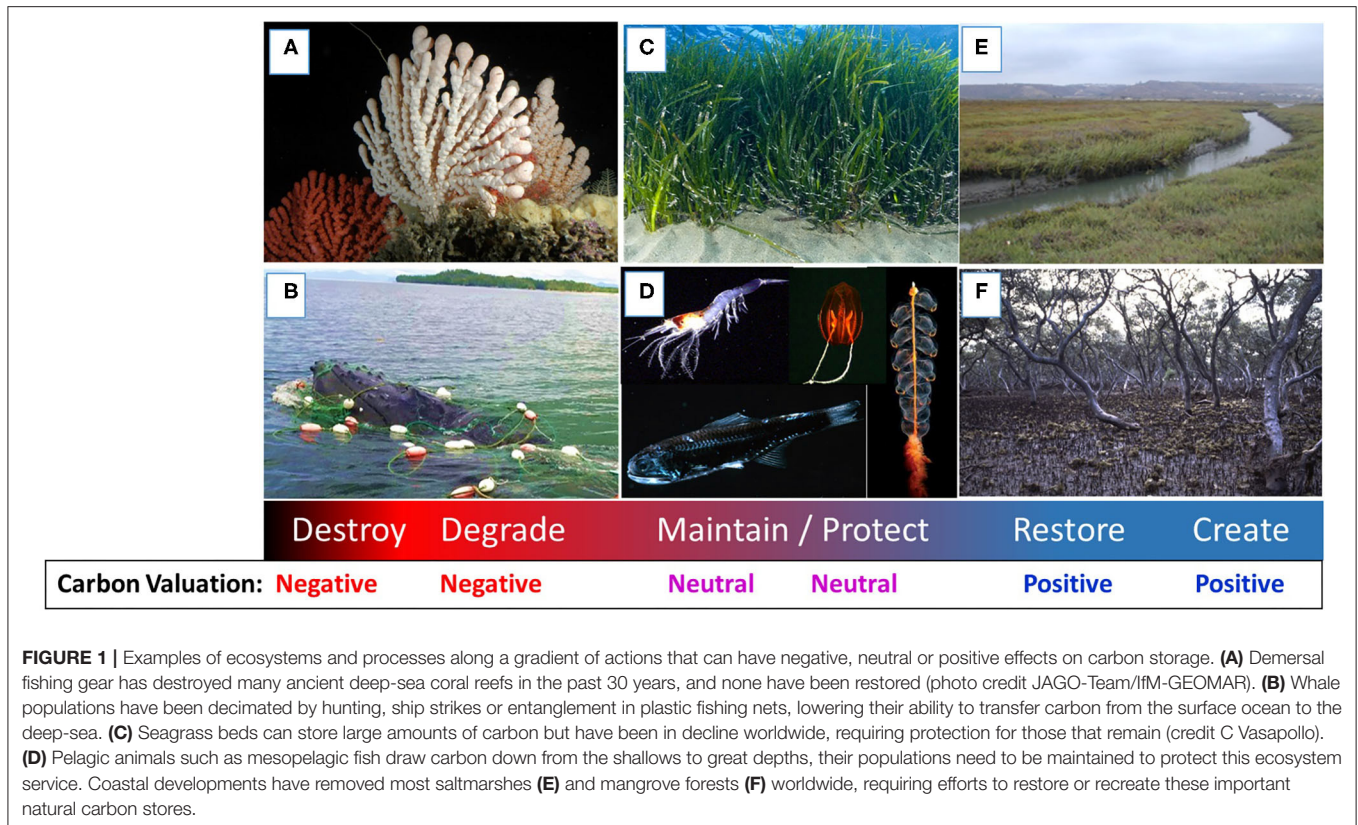 A
C
E
B
D
F
Destroy Degrade Maintain / Protect Restore Create
Carbon Valuation: Negative Negative Neutral Neutral Positive Positive
FIGURE 1 | Examples of ecosystems and processes along a gradient of actions that can have negative, neutral or positive effects on carbon storage. (A) Demersal
fishing gear has destroyed many ancient deep-sea coral reefs in the past 30 years, and none have been restored (photo credit JAGO-Team/IfM-GEOMAR). (B) Whale
populations have been decimated by hunting, ship strikes or entanglement in plastic fishing nets, lowering their ability to transfer carbon from the surface ocean to the
deep-sea. (C) Seagrass beds can store large amounts of carbon but have been in decline worldwide, requiring protection for those that remain (credit C Vasapollo).
(D) Pelagic animals such as mesopelagic fish draw carbon down from the shallows to great depths, their populations need to be maintained to protect this ecosystem
service. Coastal developments have removed most saltmarshes (E) and mangrove forests (F) worldwide, requiring efforts to restore or recreate these important
natural carbon stores.